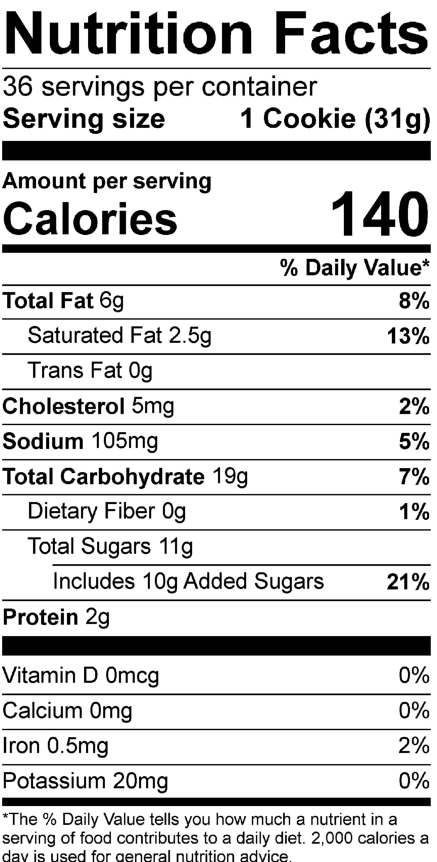 Nutrition Facts
36 servings per container
Serving size 1 Cookie (31g)
Amount per serving
Calories 140
% Daily Value*
Total Fat 6g 8%
Saturated Fat 2.5g 13%
Trans Fat 0g
Cholesterol 5mg 2%
Sodium 105mg 5%
Total Carbohydrate 19g 7%
Dietary Fiber 0g 1%
Total Sugars 11g
Includes 10g Added Sugars 21%
Protein 2g
Vitamin D 0mcg 0%
Calcium 0mg 0%
Iron 0.5mg 2%
Potassium 20mg 0%
*The % Daily Value tells you how much a nutrient in a
serving of food contributes to a daily diet. 2,000 calories a
day is used for general nutrition advice.